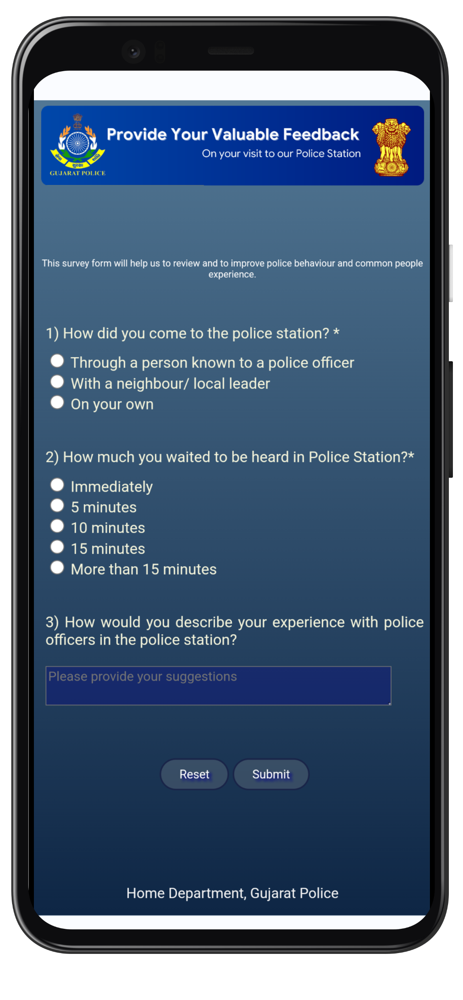 સેવા
સુરક્ષા
શાંતિ
GUJARAT POLICE
Provide Your Valuable Feedback
On your visit to our Police Station
This survey form will help us to review and to improve police behaviour and common people
experience.
1) How did you come to the police station? *
Through a person known to a police officer
With a neighbour/ local leader
On your own
2) How much you waited to be heard in Police Station?*
Immediately
5 minutes
10 minutes
15 minutes
More than 15 minutes
3) How would you describe your experience with police
officers in the police station?
Please provide your suggestions
Reset
Submit
Home Department, Gujarat Police